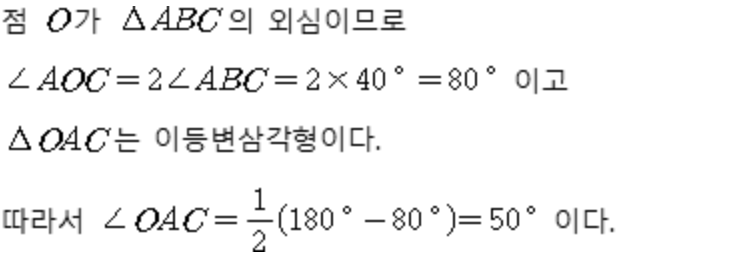 점 O가 △ABC의 외심이므로
∠AOC=2∠ABC=2×40°=80° 이고
△OAC는 이등변삼각형이다.
따라서 ∠OAC=\frac{1}{2}(180°-80°)=50° 이다.